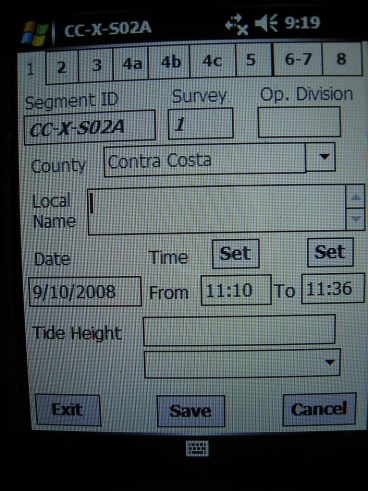 CC-X-S02A 9:19
1 2 3 4a 4b 4c 5 6-7 8
Segment ID Survey Op. Division
CC-X-S02A 1
County Contra Costa
Local
Name
Date Time Set Set
9/10/2008 From 11:10 To 11:36
Tide Height
Exit Save Cancel